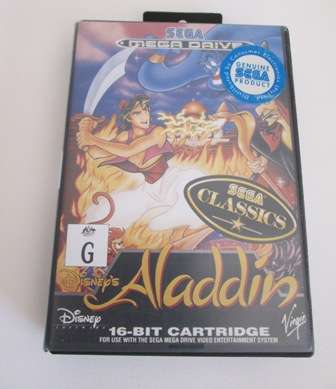 SEGA
MEGA DRIVE
GENUINE
SEGA
PRODUCT
SEGA
CLASSICS
G
DISNEY'S
Aladdin
DISNEY
SOFTWARE
Virgin
16-BIT CARTRIDGE
FOR USE WITH THE SEGA MEGA DRIVE VIDEO ENTERTAINMENT SYSTEM